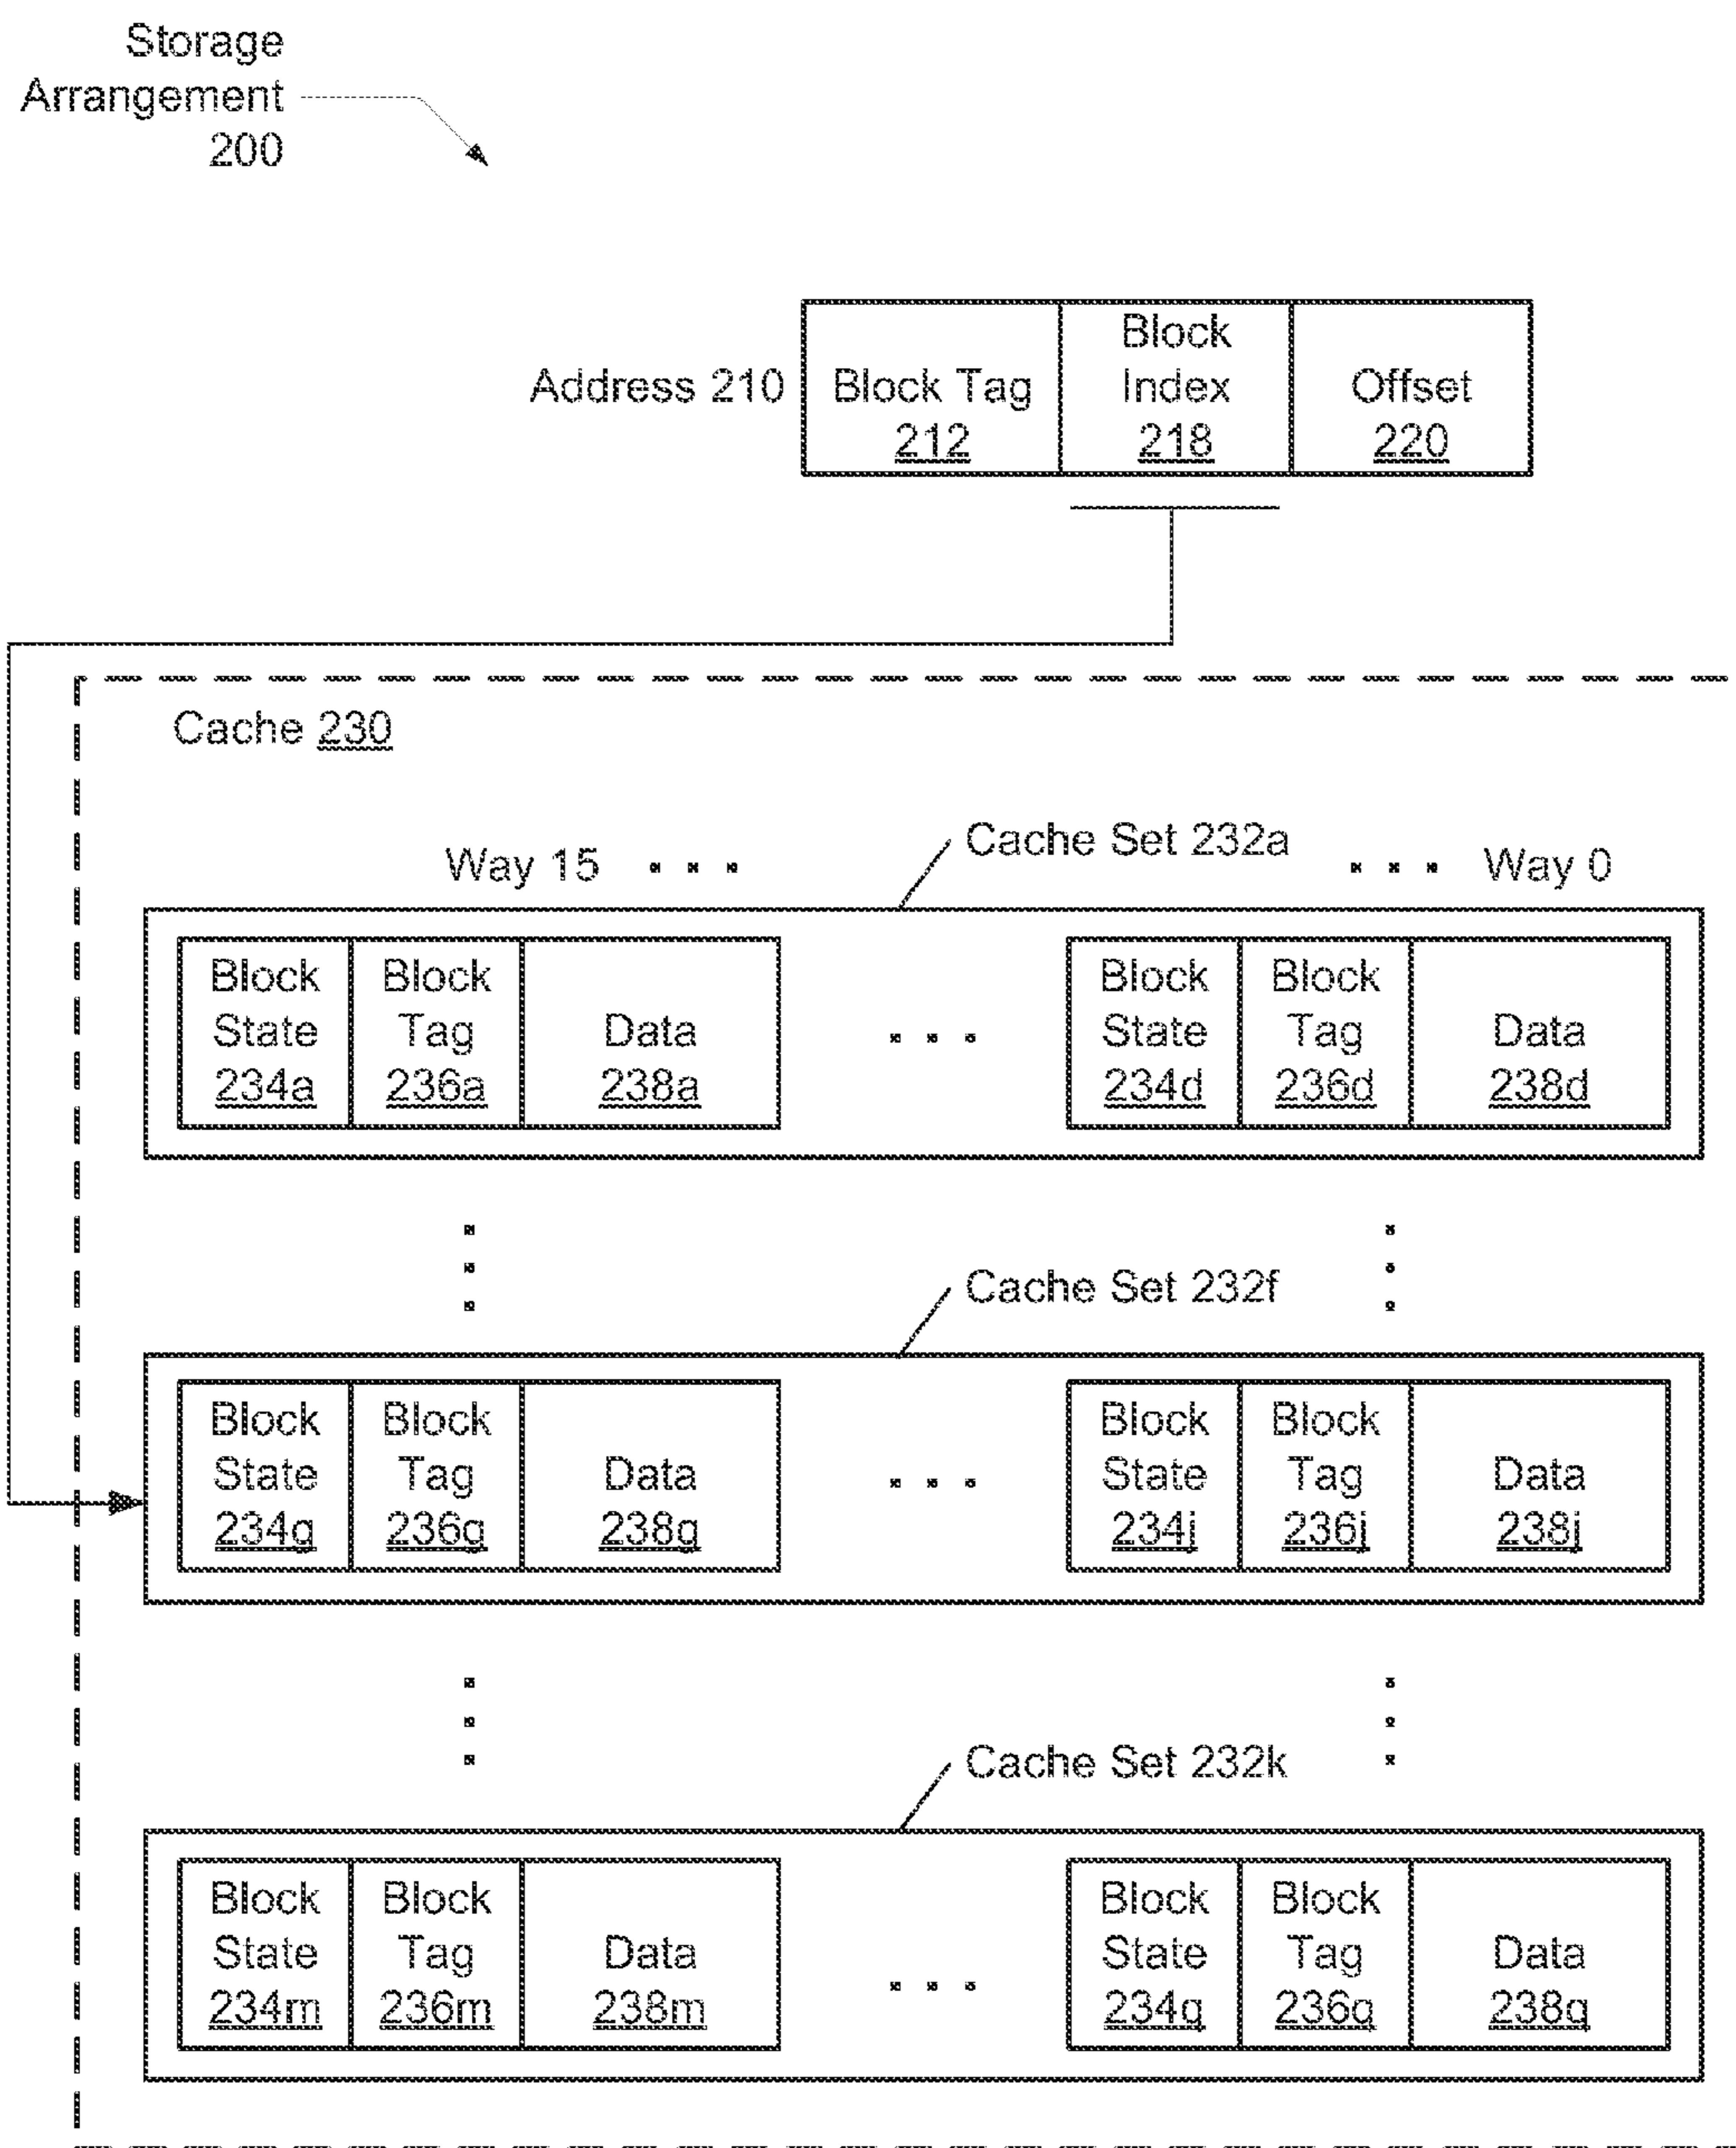 Storage
Arrangement
200
Address 210
Block Tag
212
Block
Index
218
Offset
220
Cache 230
Way 15 . . .
Cache Set 232a
. . . Way 0
Block
State
234a
Block
Tag
236a
Data
238a
. . .
Block
State
234d
Block
Tag
236d
Data
238d
Cache Set 232f
Block
State
234g
Block
Tag
236g
Data
238g
. . .
Block
State
234j
Block
Tag
236j
Data
238j
Cache Set 232k
Block
State
234m
Block
Tag
236m
Data
238m
. . .
Block
State
234q
Block
Tag
236q
Data
238q